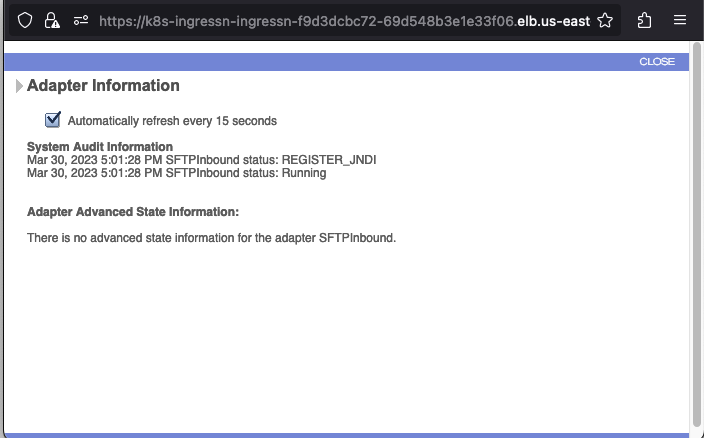 https://k8s-ingressn-ingressn-f9d3dcbc72-69d548b3e1e33f06.elb.us-east
CLOSE
Adapter Information
Automatically refresh every 15 seconds
System Audit Information
Mar 30, 2023 5:01:28 PM SFTPInbound status: REGISTER_JNDI
Mar 30, 2023 5:01:28 PM SFTPInbound status: Running
Adapter Advanced State Information:
There is no advanced state information for the adapter SFTPInbound.